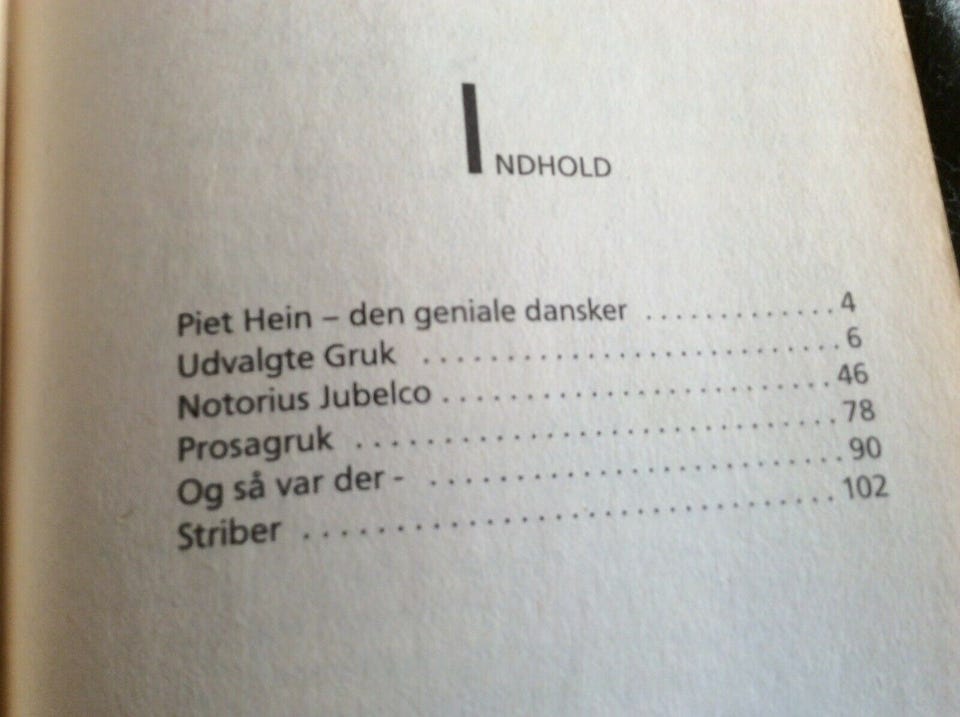 INDHOLD
Piet Hein – den geniale dansker . . . . . . . . . . . . . 4
Udvalgte Gruk . . . . . . . . . . . . . . . . . . . . . . . . . . . . 6
Notorius Jubelco . . . . . . . . . . . . . . . . . . . . . . . . . . 46
Prosagruk . . . . . . . . . . . . . . . . . . . . . . . . . . . . . . . 78
Og så var der - . . . . . . . . . . . . . . . . . . . . . . . . . . . 90
Striber . . . . . . . . . . . . . . . . . . . . . . . . . . . . . . . . . . 102